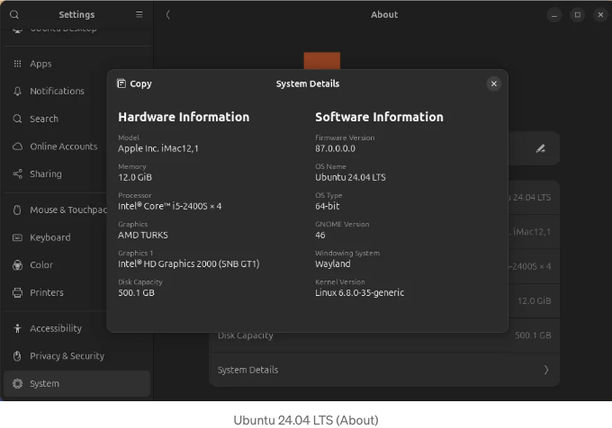 Settings
About
Ubuntu Desktop
Apps
Notifications
Search
Online Accounts
Sharing
Mouse & Touchpad
Keyboard
Color
Printers
Accessibility
Privacy & Security
System
Copy
System Details
Hardware Information
Model
Apple Inc. iMac12,1
Memory
12.0 GiB
Processor
Intel® Core™ i5-2400S × 4
Graphics
AMD TURKS
Graphics 1
Intel® HD Graphics 2000 (SNB GT1)
Disk Capacity
500.1 GB
Software Information
Firmware Version
87.0.0.0.0
OS Name
Ubuntu 24.04 LTS
OS Type
64-bit
GNOME Version
46
Windowing System
Wayland
Kernel Version
Linux 6.8.0-35-generic
u 24.04 LTS
. iMac12,1
-2400S × 4
12.0 GiB
Disk Capacity
500.1 GB
System Details
Ubuntu 24.04 LTS (About)